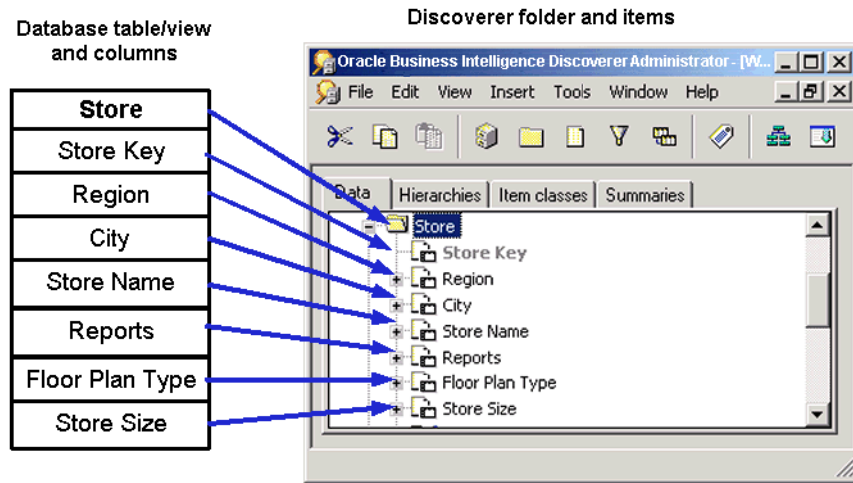 Database table/view
and columns
Discoverer folder and items
Store
Store Key
Region
City
Store Name
Reports
Floor Plan Type
Store Size
Oracle Business Intelligence Discoverer Administrator - [W...
File Edit View Insert Tools Window Help
Data Hierarchies Item classes Summaries
Store
Store Key
Region
City
Store Name
Reports
Floor Plan Type
Store Size